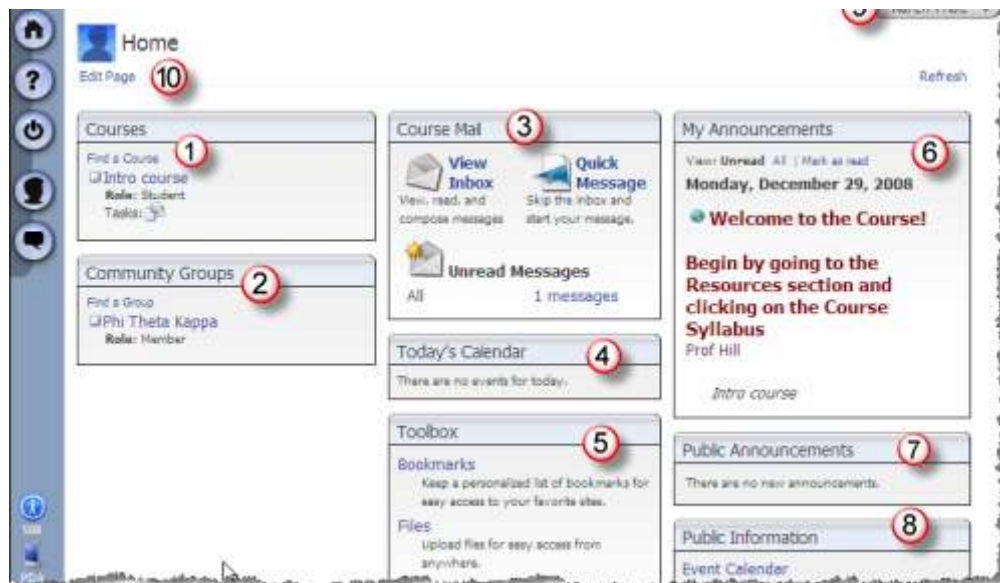 Home
Edit Page
10
Refresh
Courses
1
Find a Course
Intro course
Role: Student
Tasks:
Community Groups
2
Find a Group
Phi Theta Kappa
Role: Member
Course Mail
3
View
Inbox
View, read, and
compose messages
Quick
Message
Skip the inbox and
start your message.
Unread Messages
All 1 messages
Today's Calendar
4
There are no events for today.
Toolbox
5
Bookmarks
Keep a personalized list of bookmarks for
easy access to your favorite sites.
Files
Upload files for easy access from
anywhere.
My Announcements
6
View: Unread All | Mark as read
Monday, December 29, 2008
Welcome to the Course!
Begin by going to the
Resources section and
clicking on the Course
Syllabus
Prof Hill
Intro course
Public Announcements
7
There are no new announcements.
Public Information
8
Event Calendar